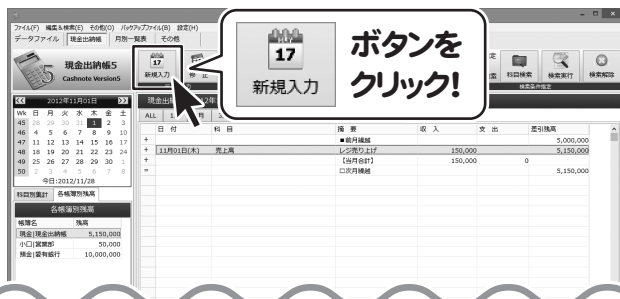 ファイル(F) 編集&検索(E) その他(O) バックアップファイル(B) 設定(H)
データファイル 現金出納帳 月別一覧表 その他
現金出納帳5
Cashnote Version5
17
新規入力
17
新規入力
ボタンを
クリック!
科目検索 検索実行 検索解除
検索条件指定
2012年11月01日
Wk 日 月 火 水 木 金 土
45 28 29 30 31 1 2 3
46 4 5 6 7 8 9 10
47 11 12 13 14 15 16 17
48 18 19 20 21 22 23 24
49 25 26 27 28 29 30 1
50 2 3 4 5 6 7 8
今日:2012/11/28
科目別集計 各帳簿別残高
各帳簿別残高
帳簿名 残高
現金|現金出納帳 5,150,000
小口|営業部 50,000
預金|愛有銀行 10,000,000
ALL
日 付 科 目 摘 要 収 入 支 出 差引残高
+ ■前月繰越 5,000,000
+ 11月01日(木) 売上高 レジ売り上げ 150,000 5,150,000
+ 【当月合計】 150,000 0
= □次月繰越 5,150,000